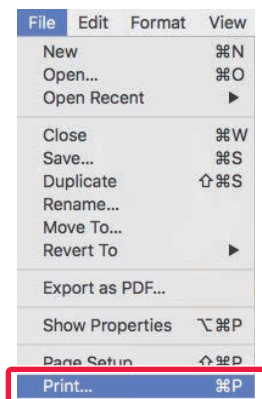 File Edit Format View
New ⌘N
Open... ⌘O
Open Recent ▶
Close ⌘W
Save... ⌘S
Duplicate ⇧⌘S
Rename...
Move To...
Revert To ▶
Export as PDF...
Show Properties ⌥⌘P
Page Setup ⇧⌘P
Print... ⌘P